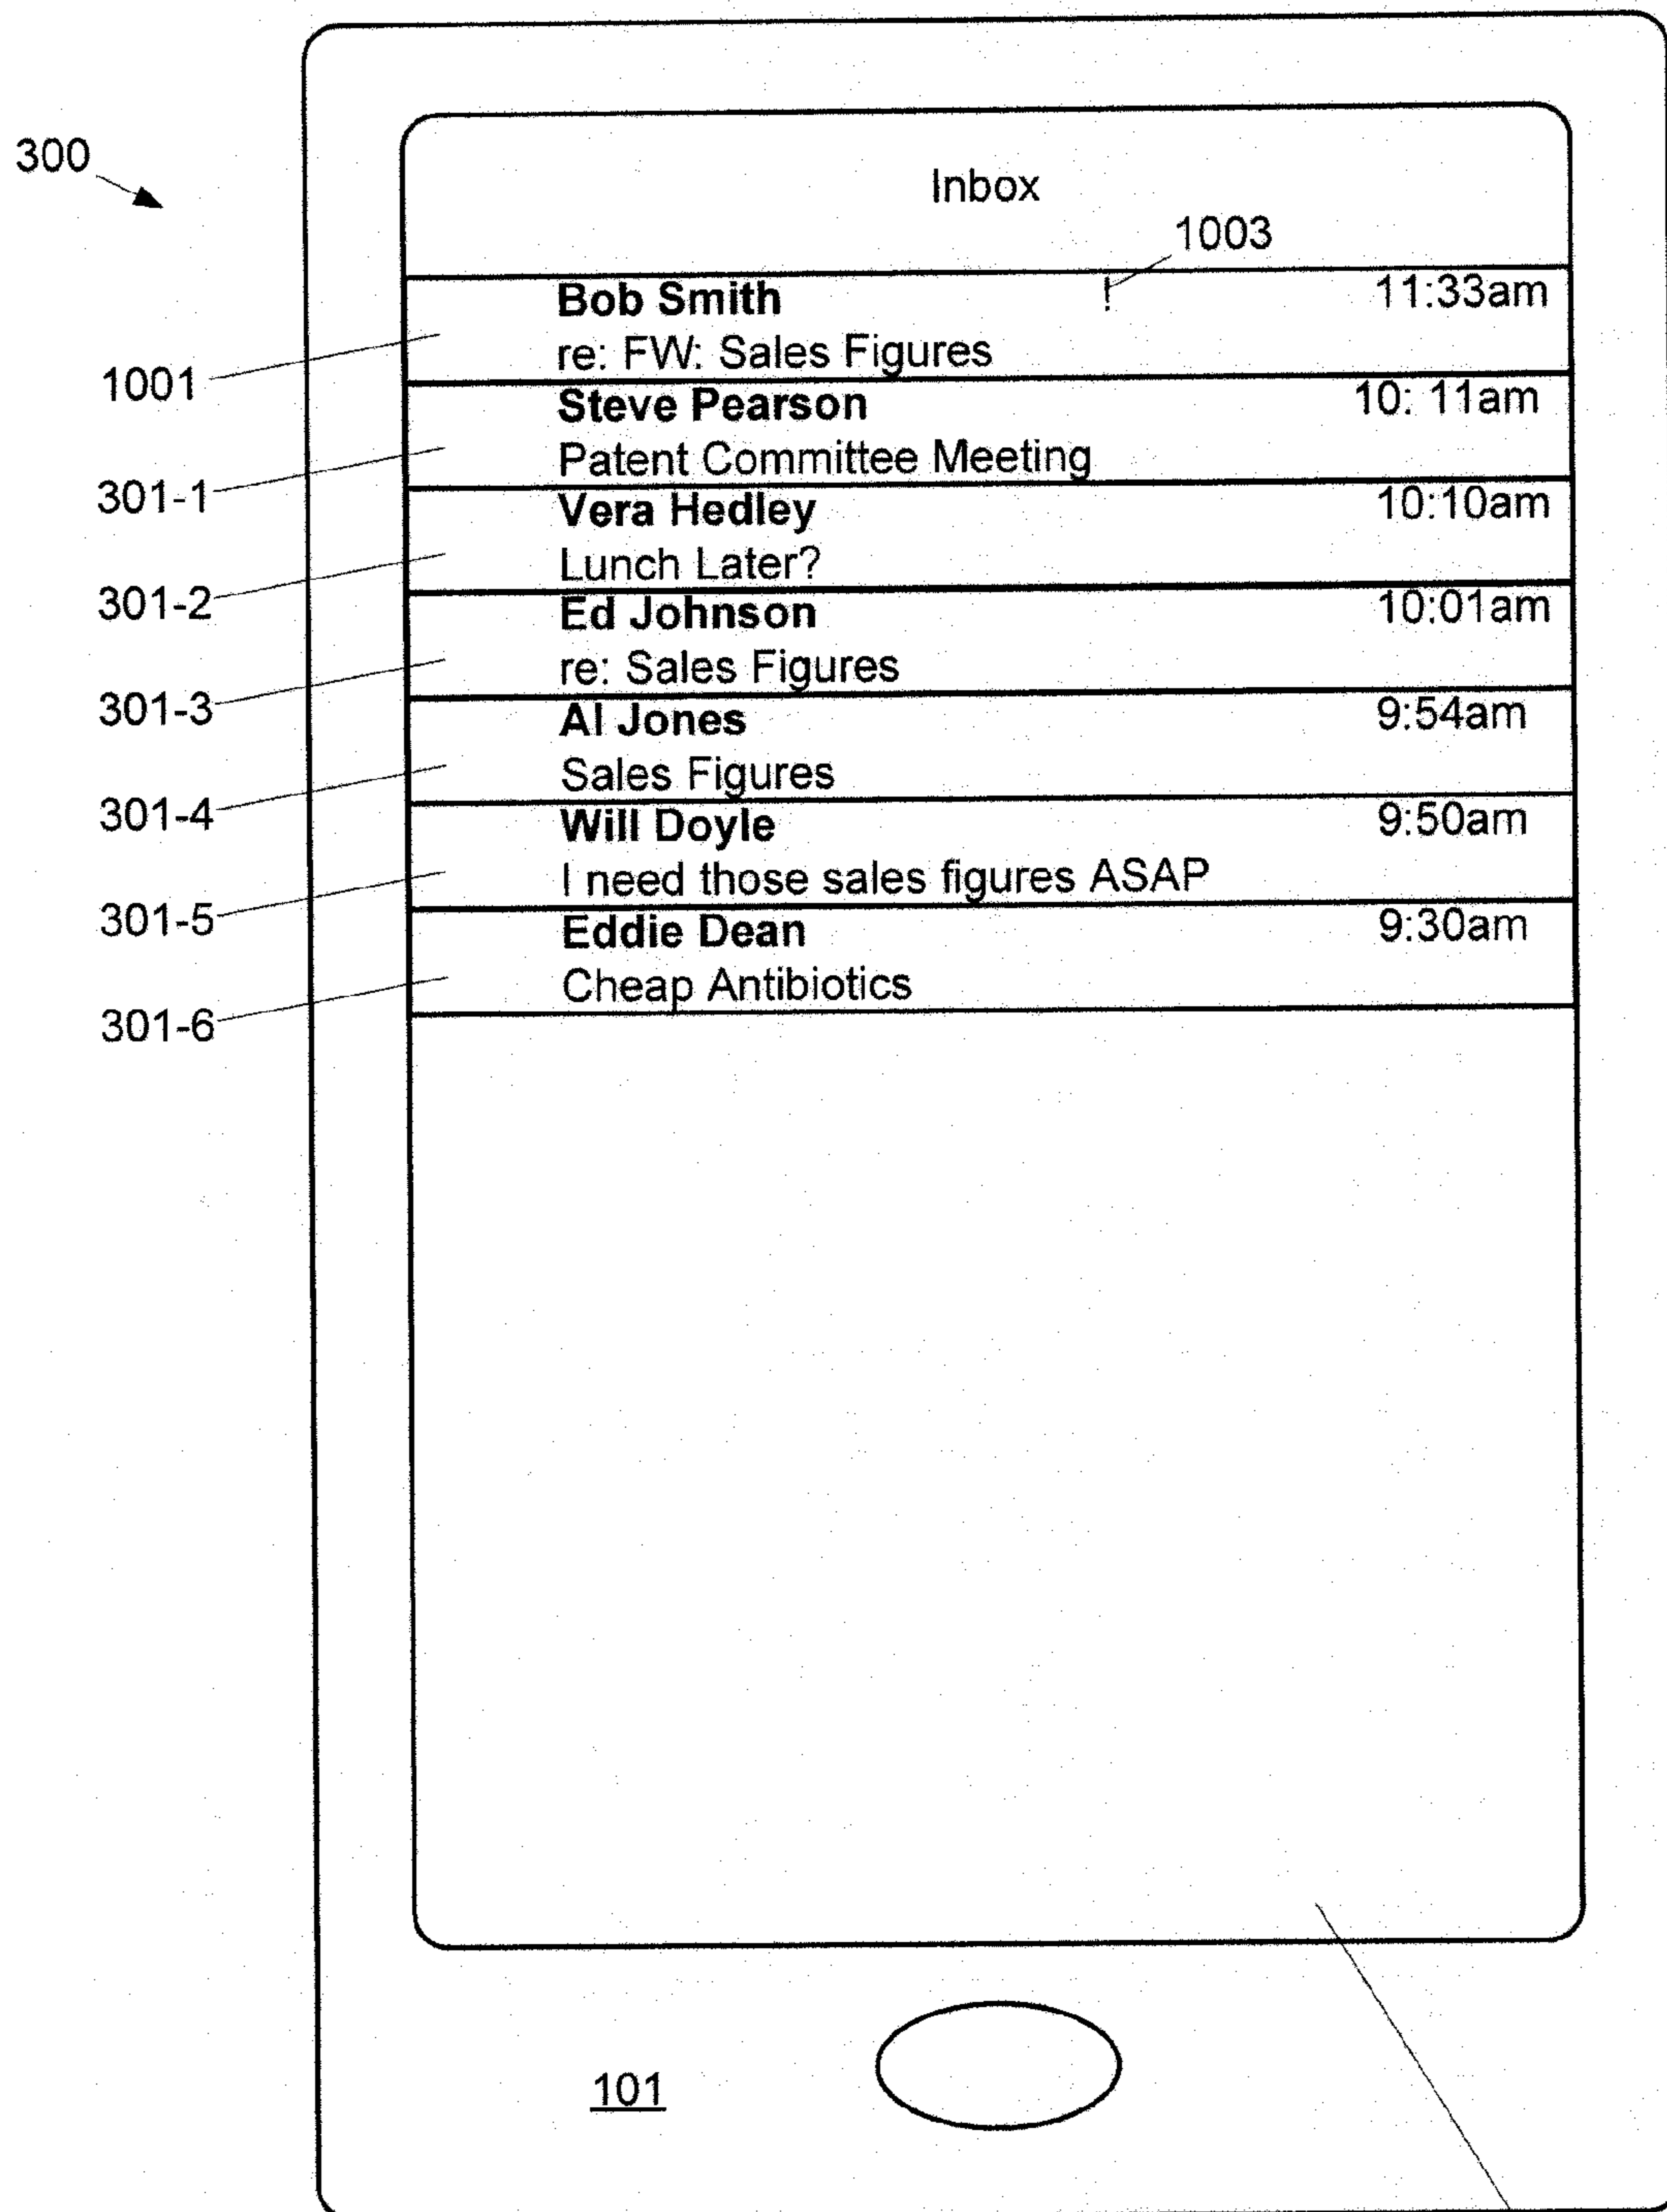 300
Inbox
1003
Bob Smith ! 11:33am
re: FW: Sales Figures
1001
Steve Pearson 10: 11am
Patent Committee Meeting
301-1
Vera Hedley 10:10am
Lunch Later?
301-2
Ed Johnson 10:01am
re: Sales Figures
301-3
Al Jones 9:54am
Sales Figures
301-4
Will Doyle 9:50am
I need those sales figures ASAP
301-5
Eddie Dean 9:30am
Cheap Antibiotics
301-6
101